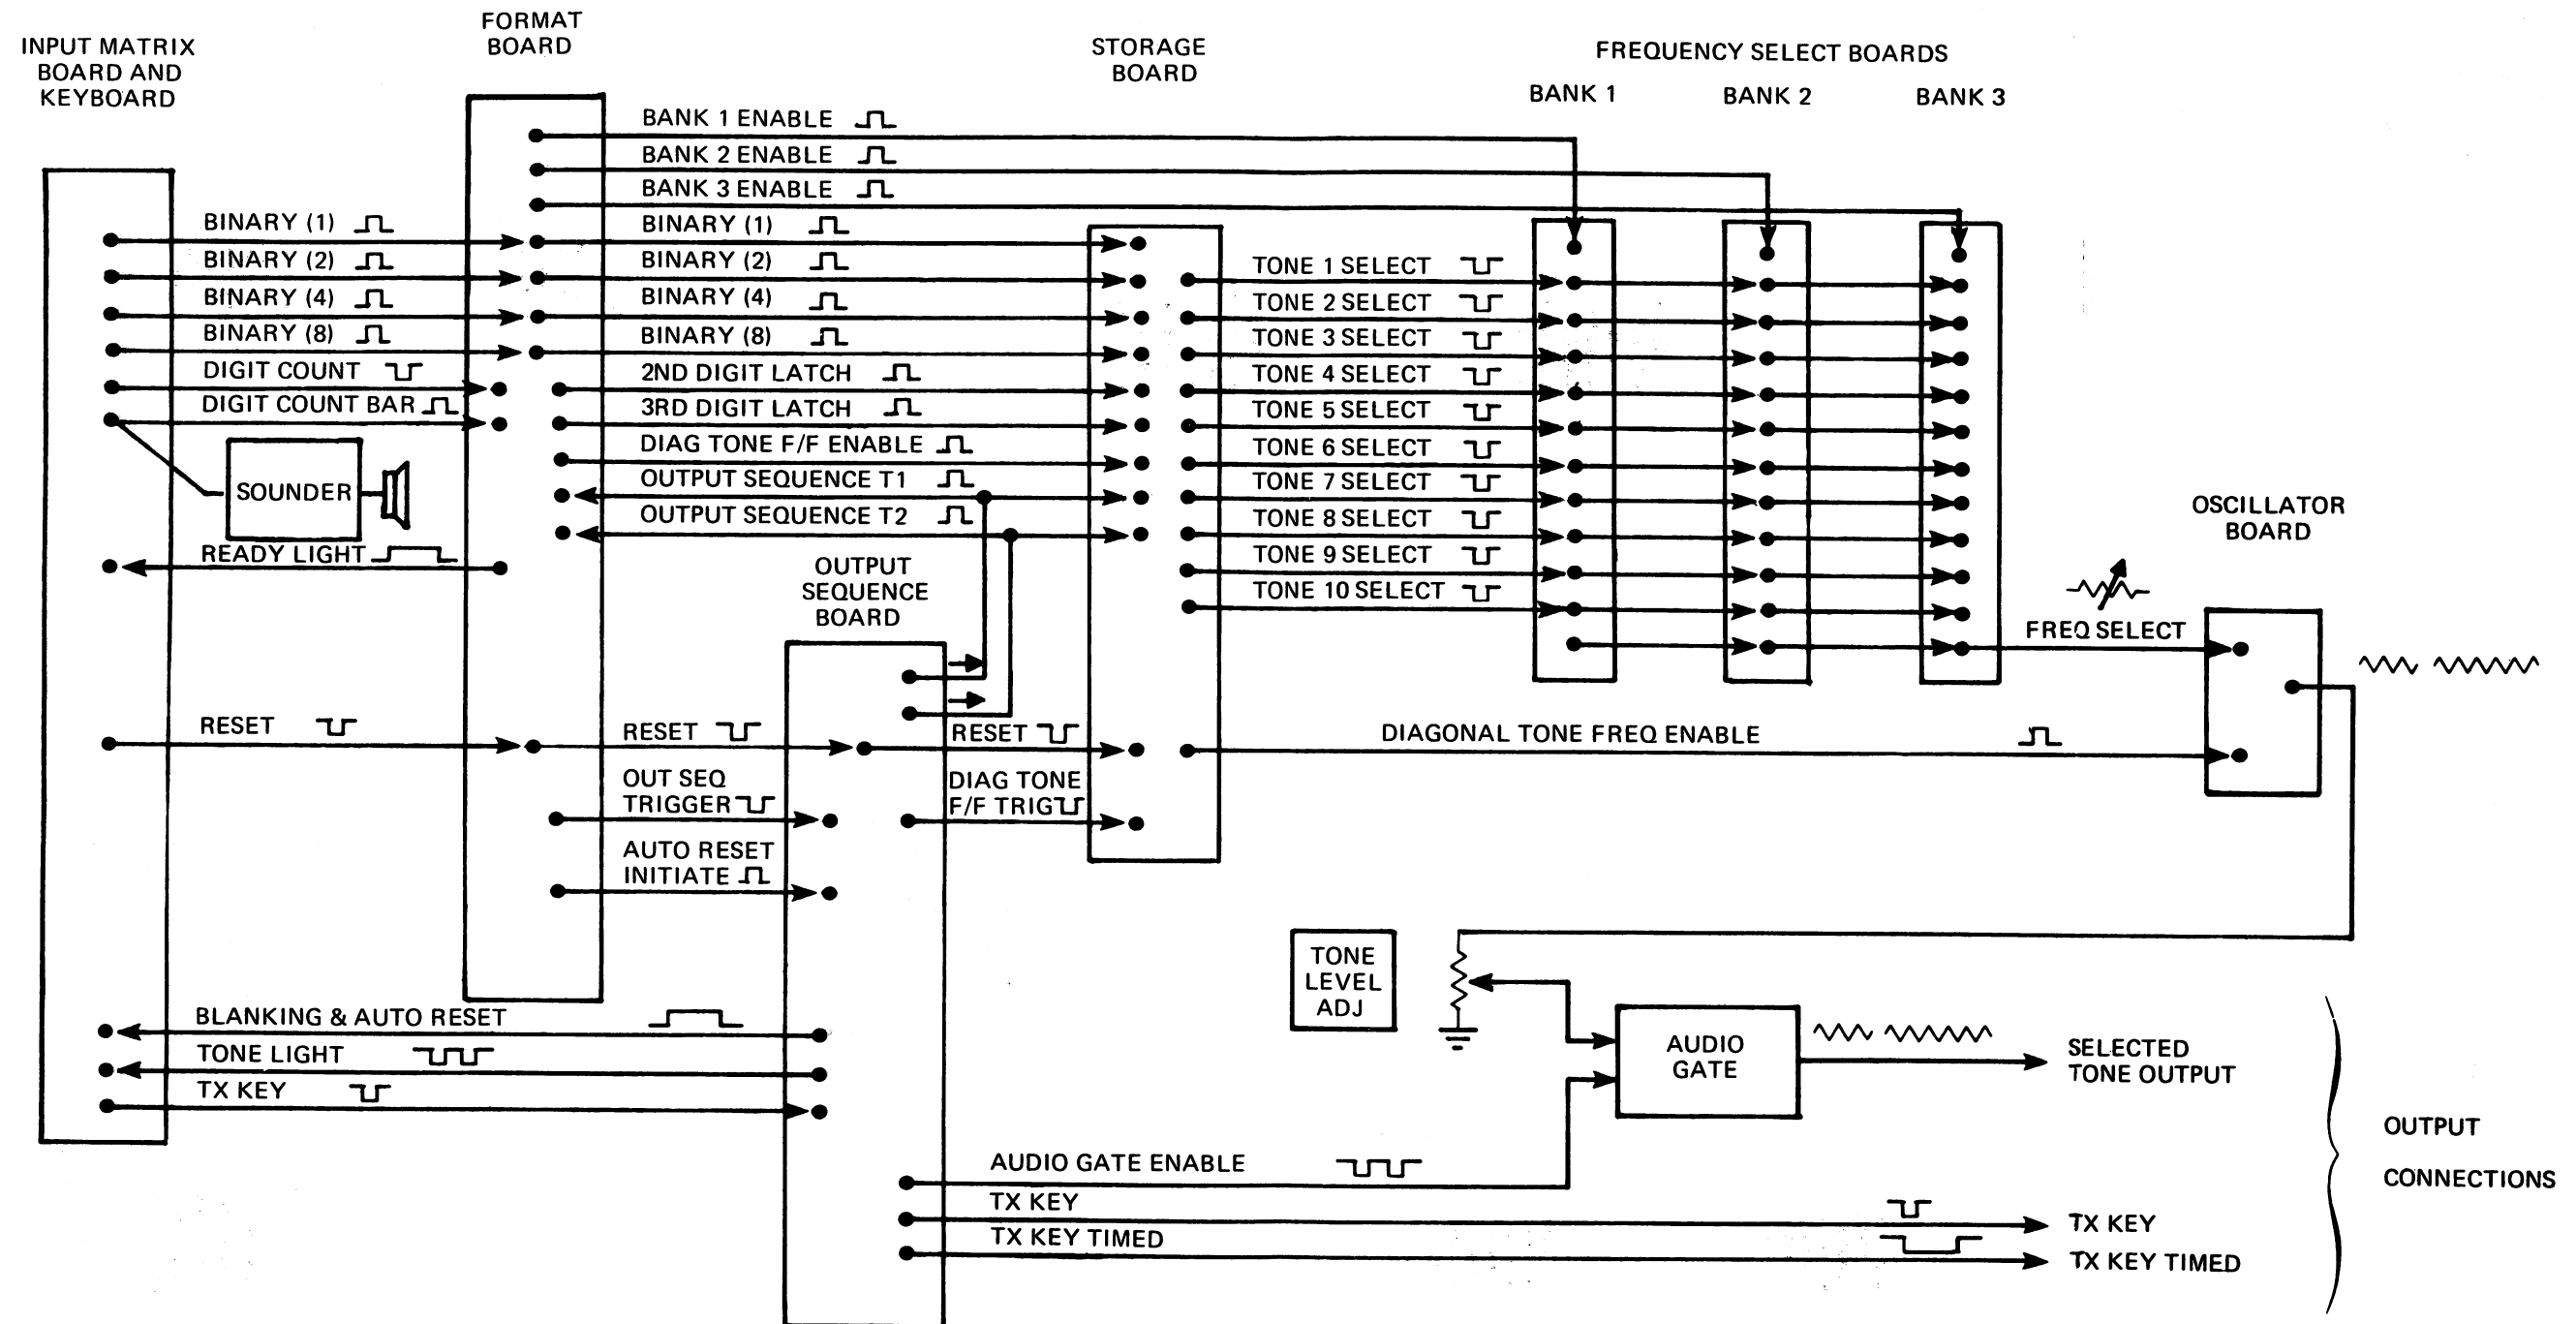 INPUT MATRIX
BOARD AND
KEYBOARD
FORMAT
BOARD
STORAGE
BOARD
FREQUENCY SELECT BOARDS
BANK 1
BANK 2
BANK 3
BANK 1 ENABLE
BANK 2 ENABLE
BANK 3 ENABLE
BINARY (1)
BINARY (2)
BINARY (4)
BINARY (8)
DIGIT COUNT
DIGIT COUNT BAR
SOUNDER
READY LIGHT
BINARY (1)
BINARY (2)
BINARY (4)
BINARY (8)
2ND DIGIT LATCH
3RD DIGIT LATCH
DIAG TONE F/F ENABLE
OUTPUT SEQUENCE T1
OUTPUT SEQUENCE T2
OUTPUT
SEQUENCE
BOARD
TONE 1 SELECT
TONE 2 SELECT
TONE 3 SELECT
TONE 4 SELECT
TONE 5 SELECT
TONE 6 SELECT
TONE 7 SELECT
TONE 8 SELECT
TONE 9 SELECT
TONE 10 SELECT
OSCILLATOR
BOARD
FREQ SELECT
RESET
RESET
RESET
DIAGONAL TONE FREQ ENABLE
OUT SEQ
TRIGGER
DIAG TONE
F/F TRIG
AUTO RESET
INITIATE
TONE
LEVEL
ADJ
BLANKING & AUTO RESET
TONE LIGHT
TX KEY
AUDIO
GATE
SELECTED
TONE OUTPUT
OUTPUT
CONNECTIONS
AUDIO GATE ENABLE
TX KEY
TX KEY TIMED
TX KEY
TX KEY TIMED